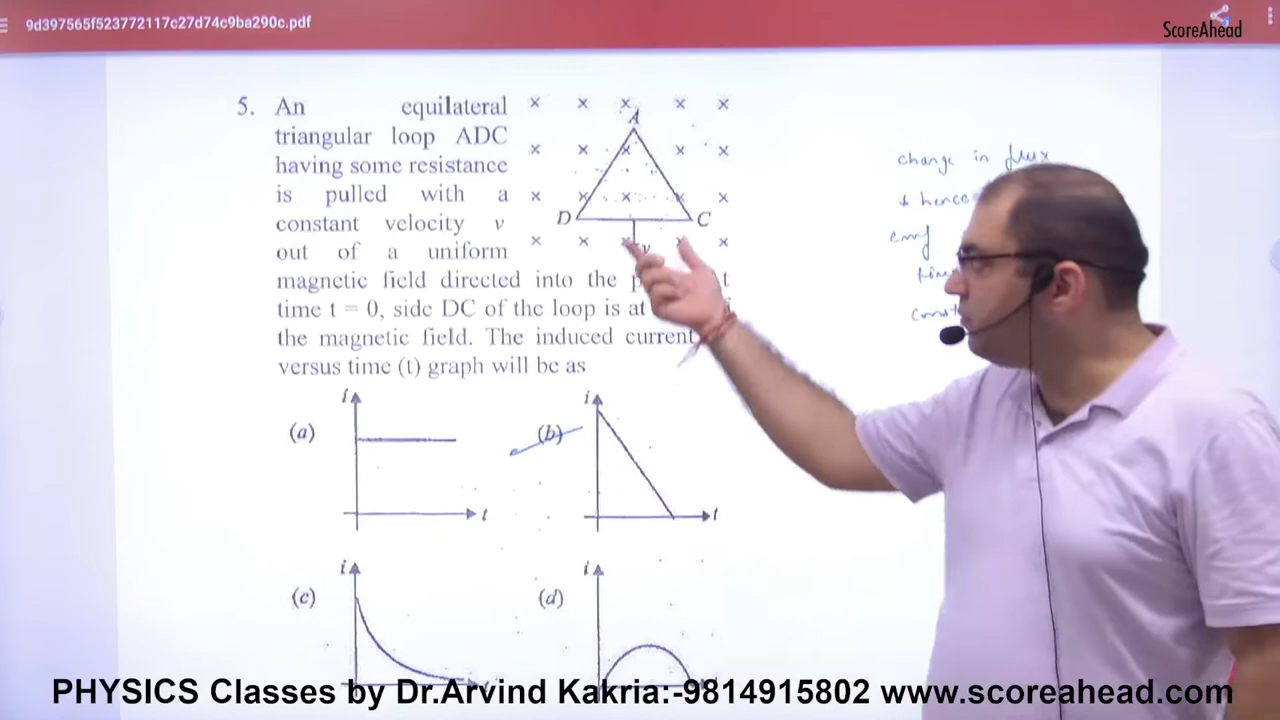 9d397565f523772117c27d74c9ba290c.pdf
ScoreAhead
5. An equilateral
triangular loop ADC
having some resistance
is pulled with a
constant velocity v
out of a uniform
magnetic field directed into the
time t = 0, side DC of the loop is at
the magnetic field. The induced current
versus time (t) graph will be as
A
D
C
v
change in flux
& hence
emf
const
(a)
i
t
(b)
i
t
(c)
i
(d)
i
PHYSICS Classes by Dr.Arvind Kakria:-9814915802 www.scoreahead.com